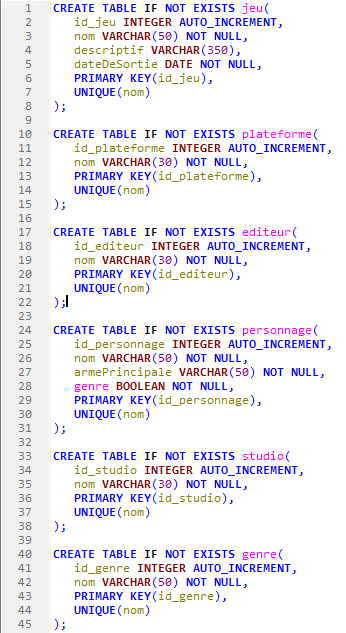 1 CREATE TABLE IF NOT EXISTS jeu(
2 id_jeu INTEGER AUTO_INCREMENT,
3 nom VARCHAR(50) NOT NULL,
4 descriptif VARCHAR(350),
5 dateDeSortie DATE NOT NULL,
6 PRIMARY KEY(id_jeu),
7 UNIQUE(nom)
8 );
9
10 CREATE TABLE IF NOT EXISTS plateforme(
11 id_plateforme INTEGER AUTO_INCREMENT,
12 nom VARCHAR(30) NOT NULL,
13 PRIMARY KEY(id_plateforme),
14 UNIQUE(nom)
15 );
16
17 CREATE TABLE IF NOT EXISTS editeur(
18 id_editeur INTEGER AUTO_INCREMENT,
19 nom VARCHAR(30) NOT NULL,
20 PRIMARY KEY(id_editeur),
21 UNIQUE(nom)
22 );
23
24 CREATE TABLE IF NOT EXISTS personnage(
25 id_personnage INTEGER AUTO_INCREMENT,
26 nom VARCHAR(50) NOT NULL,
27 armePrincipale VARCHAR(50) NOT NULL,
28 genre BOOLEAN NOT NULL,
29 PRIMARY KEY(id_personnage),
30 UNIQUE(nom)
31 );
32
33 CREATE TABLE IF NOT EXISTS studio(
34 id_studio INTEGER AUTO_INCREMENT,
35 nom VARCHAR(30) NOT NULL,
36 PRIMARY KEY(id_studio),
37 UNIQUE(nom)
38 );
39
40 CREATE TABLE IF NOT EXISTS genre(
41 id_genre INTEGER AUTO_INCREMENT,
42 nom VARCHAR(50) NOT NULL,
43 PRIMARY KEY(id_genre),
44 UNIQUE(nom)
45 );